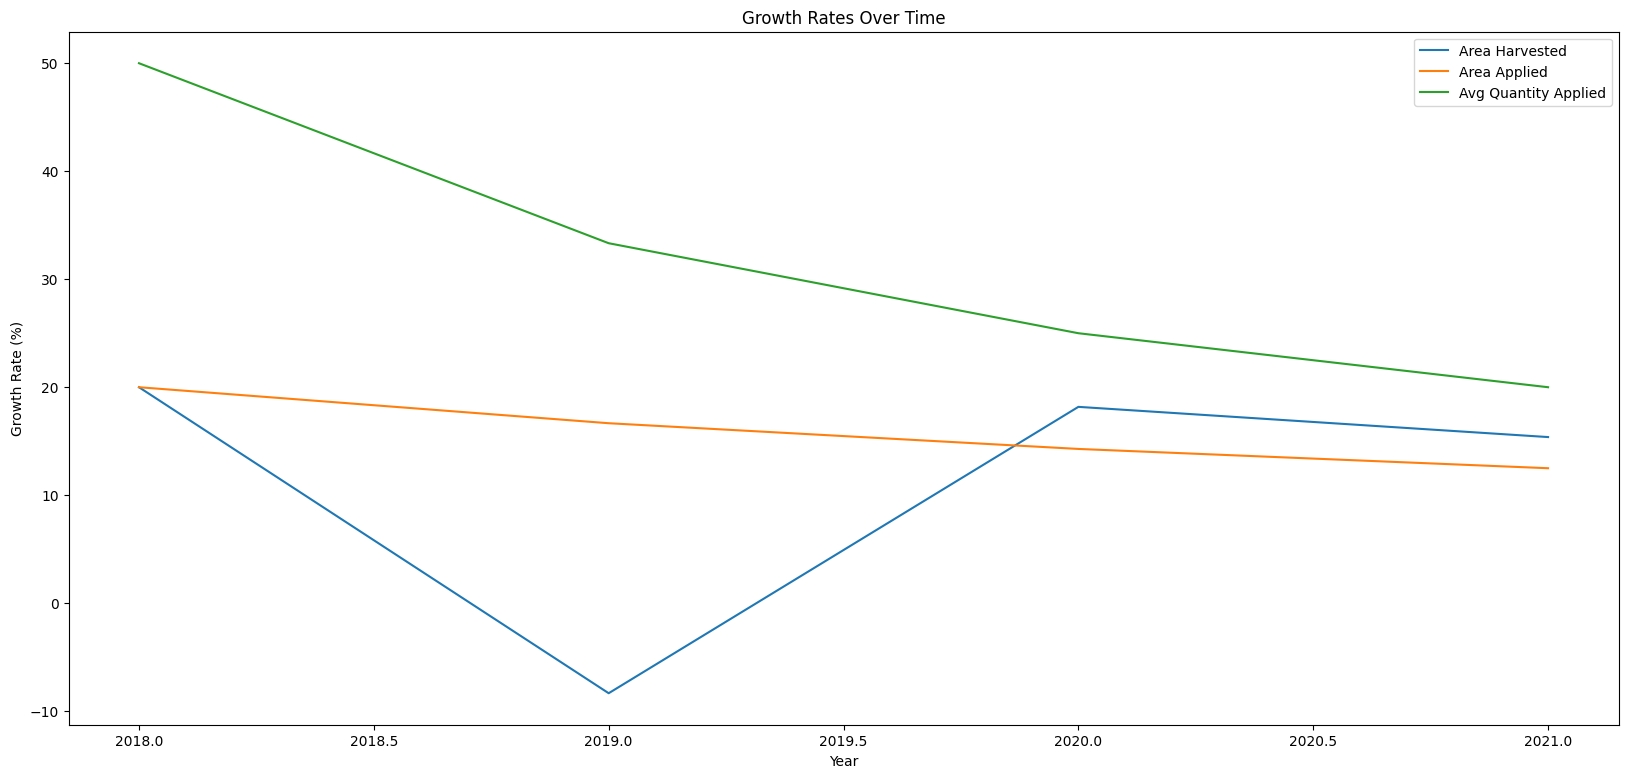 Growth Rates Over Time
Area Harvested
Area Applied
Avg Quantity Applied
Growth Rate (%)
50
40
30
20
10
0
−10
2018.0 2018.5 2019.0 2019.5 2020.0 2020.5 2021.0
Year